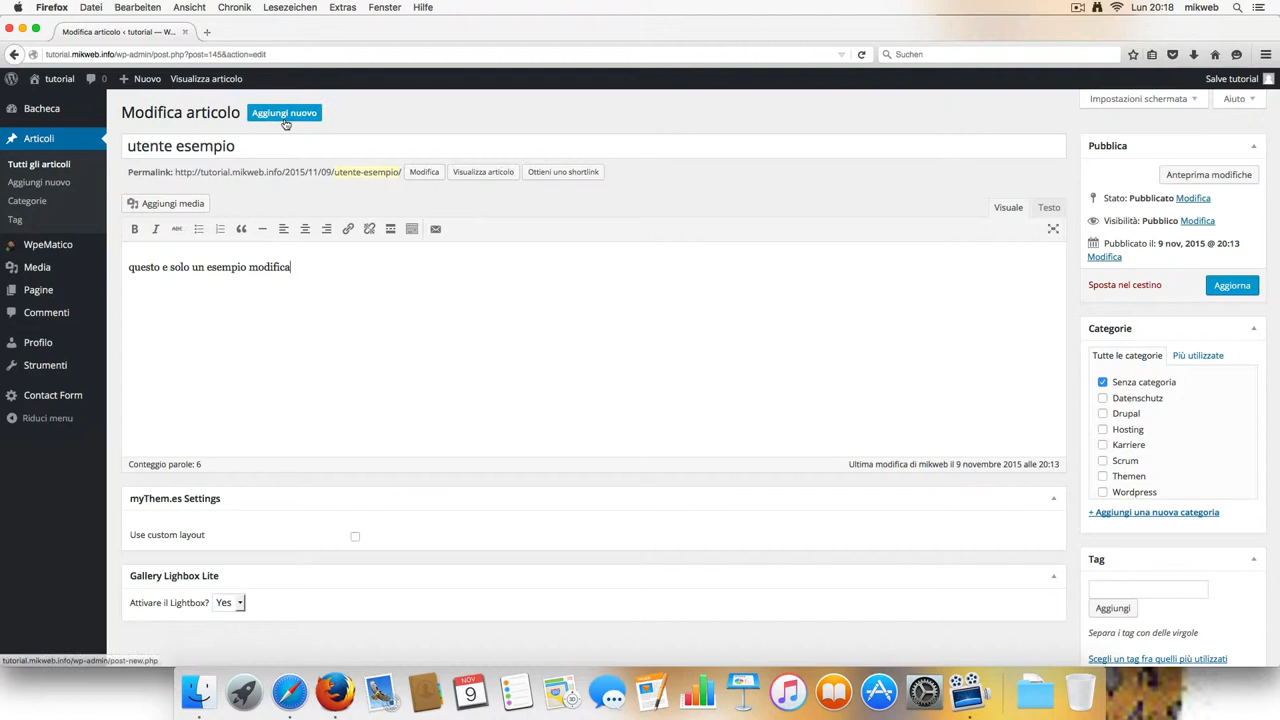 Firefox Datei Bearbeiten Ansicht Chronik Lesezeichen Extras Fenster Hilfe Lun 20:18 mikweb
Modifica articolo ‹ tutorial — W...
tutorial.mikweb.info/wp-admin/post.php?post=145&action=edit Suchen
tutorial 0 Nuovo Visualizza articolo Salve tutorial
Bacheca
Articoli
Tutti gli articoli
Aggiungi nuovo
Categorie
Tag
WpeMatico
Media
Pagine
Commenti
Profilo
Strumenti
Contact Form
Riduci menu
Impostazioni schermata Aiuto
Modifica articolo Aggiungi nuovo
utente esempio
Permalink: http://tutorial.mikweb.info/2015/11/09/utente-esempio/ Modifica Visualizza articolo Ottieni uno shortlink
Aggiungi media Visuale Testo
B I ABC
questo e solo un esempio modifica
Conteggio parole: 6 Ultima modifica di mikweb il 9 novembre 2015 alle 20:13
myThem.es Settings
Use custom layout
Gallery Lighbox Lite
Attivare il Lightbox? Yes
Pubblica
Anteprima modifiche
Stato: Pubblicato Modifica
Visibilità: Pubblico Modifica
Pubblicato il: 9 nov, 2015 @ 20:13
Modifica
Sposta nel cestino Aggiorna
Categorie
Tutte le categorie Più utilizzate
Senza categoria
Datenschutz
Drupal
Hosting
Karriere
Scrum
Themen
Wordpress
+ Aggiungi una nuova categoria
Tag
Aggiungi
Separa i tag con delle virgole
Scegli un tag fra quelli più utilizzati
tutorial.mikweb.info/wp-admin/post-new.php
NOV
9